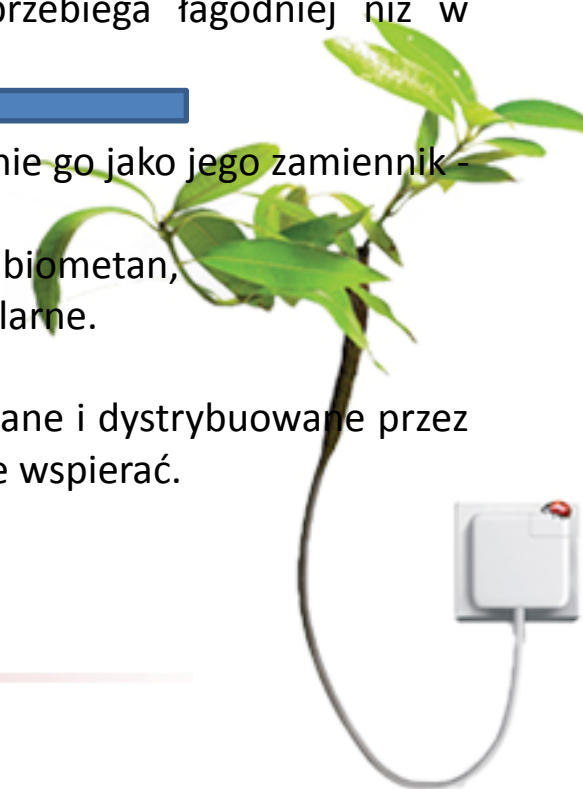 przebiega łagodniej niż w
nie go jako jego zamiennik -
biometan,
larne.
ane i dystrybuowane przez
e wspierać.